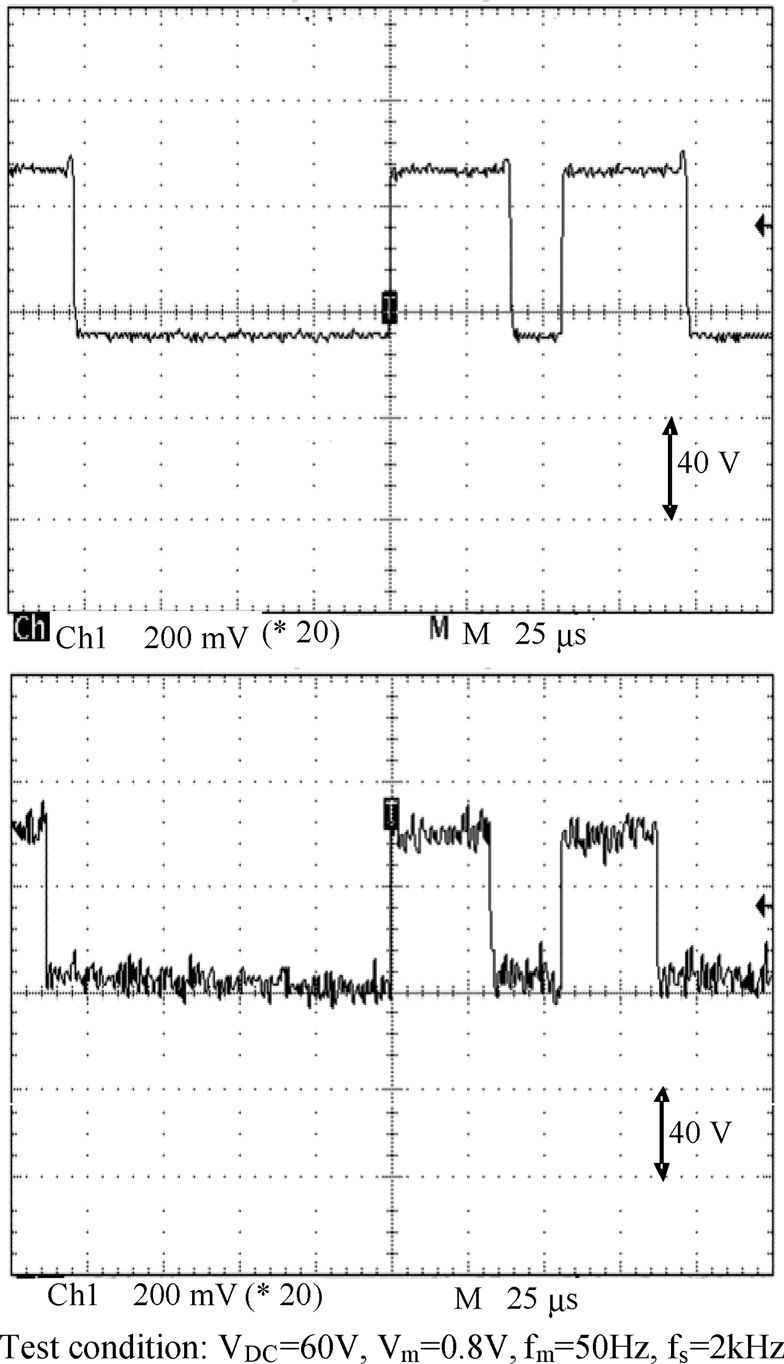 T
40 V
Ch Ch1 200 mV (* 20) M M 25 μs
40 V
Ch1 200 mV (* 20) M 25 μs
Test condition: V_DC=60V, V_m=0.8V, f_m=50Hz, f_s=2kHz